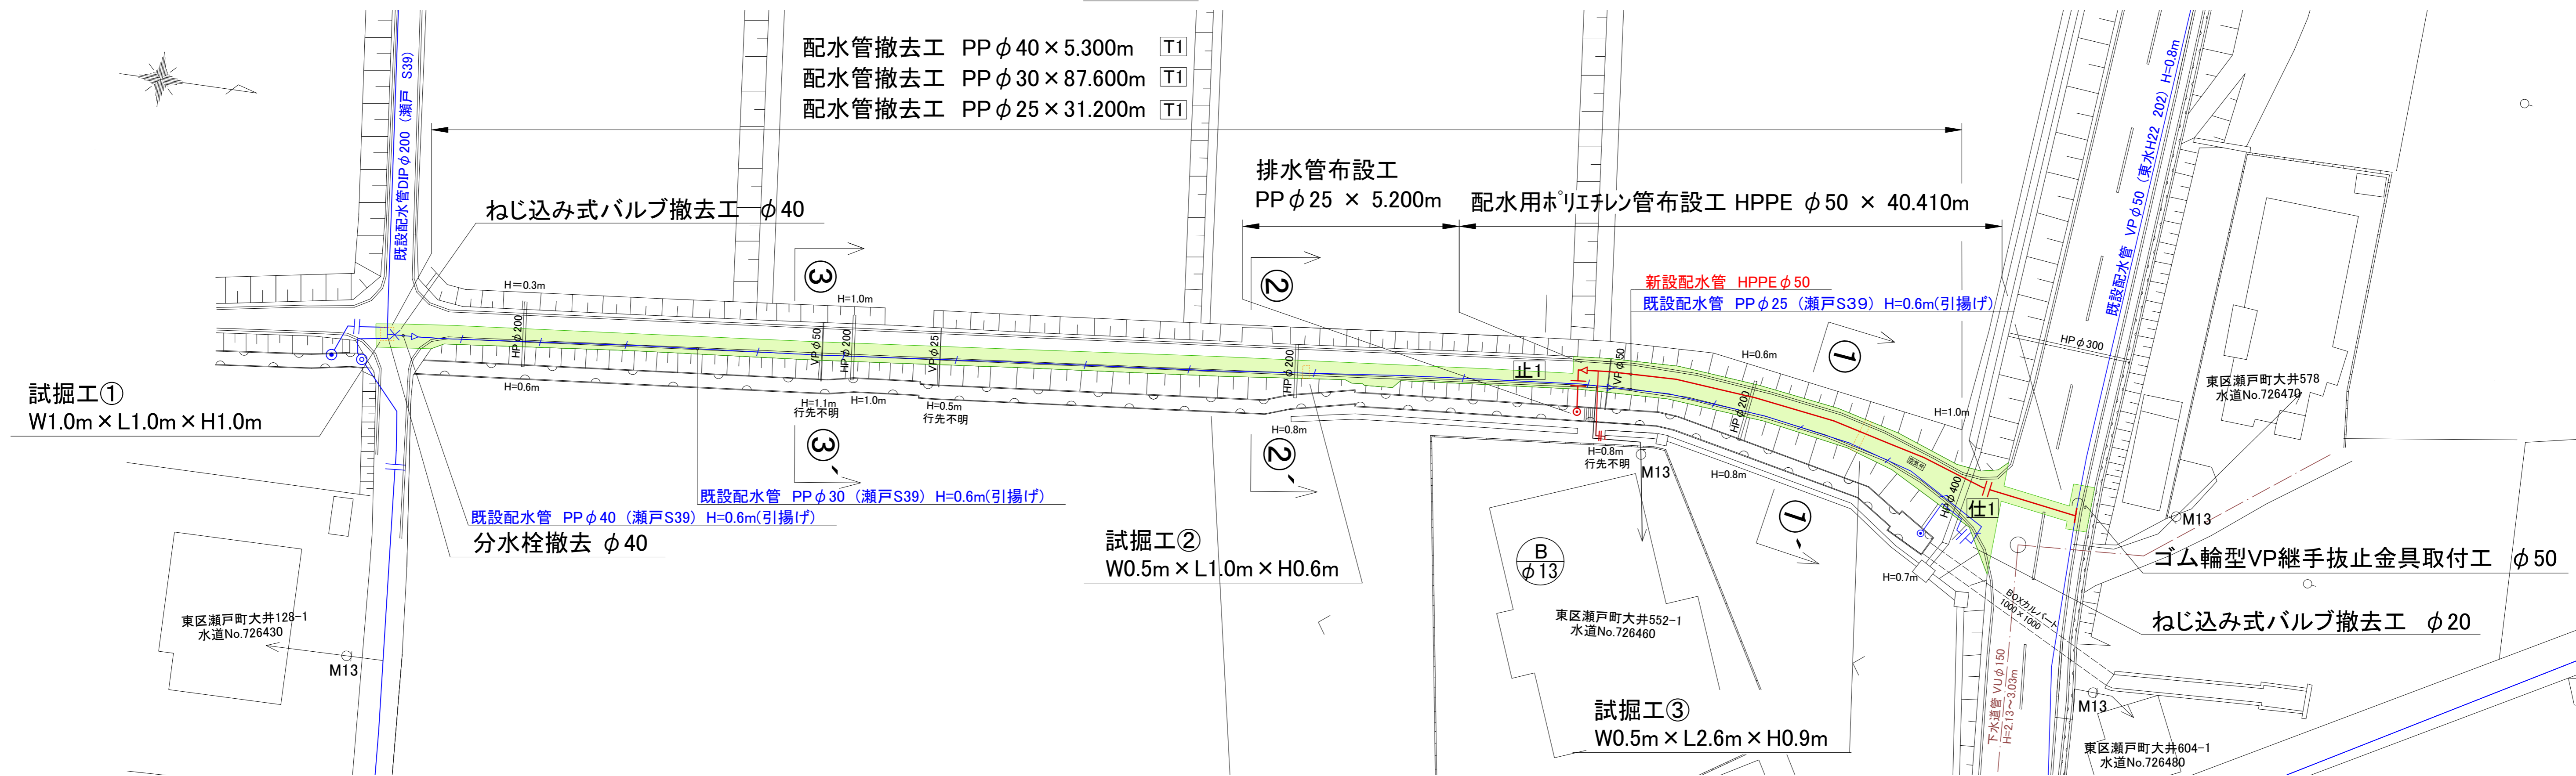 配水管撤去工 PPφ40×5.300m T1
配水管撤去工 PPφ30×87.600m T1
配水管撤去工 PPφ25×31.200m T1
既設配水管DIPφ200（瀬戸 S39）
ねじ込み式バルブ撤去工 φ40
排水管布設工
PPφ25 × 5.200m
配水用ポリエチレン管布設工 HPPE φ50 × 40.410m
既設配水管 VPφ50（東水H22 202）H=0.8m
新設配水管 HPPEφ50
既設配水管 PPφ25（瀬戸S39）H=0.6m(引揚げ)
③
②
①
H=0.3m
H=1.0m
H=0.6m
HPφ200
VPφ50
HPφ200
VPφ25
HPφ200
VPφ50
HPφ200
HPφ300
HPφ400
止1
仕1
試掘工①
W1.0m×L1.0m×H1.0m
H=0.6m
H=1.1m
行先不明
H=1.0m
H=0.5m
行先不明
H=0.8m
H=0.8m
行先不明
H=0.8m
H=1.0m
H=0.7m
M13
東区瀬戸町大井578
水道No.726470
M13
③´
②´
①´
既設配水管 PPφ30（瀬戸S39）H=0.6m(引揚げ)
既設配水管 PPφ40（瀬戸S39）H=0.6m(引揚げ)
分水栓撤去 φ40
試掘工②
W0.5m×L1.0m×H0.6m
B
φ13
東区瀬戸町大井552-1
水道No.726460
試掘工③
W0.5m×L2.6m×H0.9m
ゴム輪型VP継手抜止金具取付工 φ50
ねじ込み式バルブ撤去工 φ20
BOXカルバート
1000×1000
下水道管 VUφ150
H=2.13～3.03m
東区瀬戸町大井128-1
水道No.726430
M13
M13
東区瀬戸町大井604-1
水道No.726480